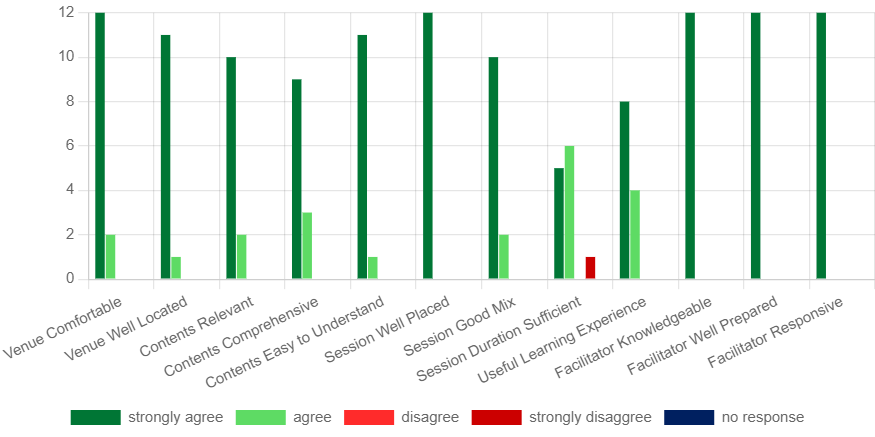 12
10
8
6
4
2
0
Venue Comfortable
Venue Well Located
Contents Relevant
Contents Comprehensive
Contents Easy to Understand
Session Well Placed
Session Good Mix
Session Duration Sufficient
Useful Learning Experience
Facilitator Knowledgeable
Facilitator Well Prepared
Facilitator Responsive
strongly agree agree disagree strongly disaggree no response